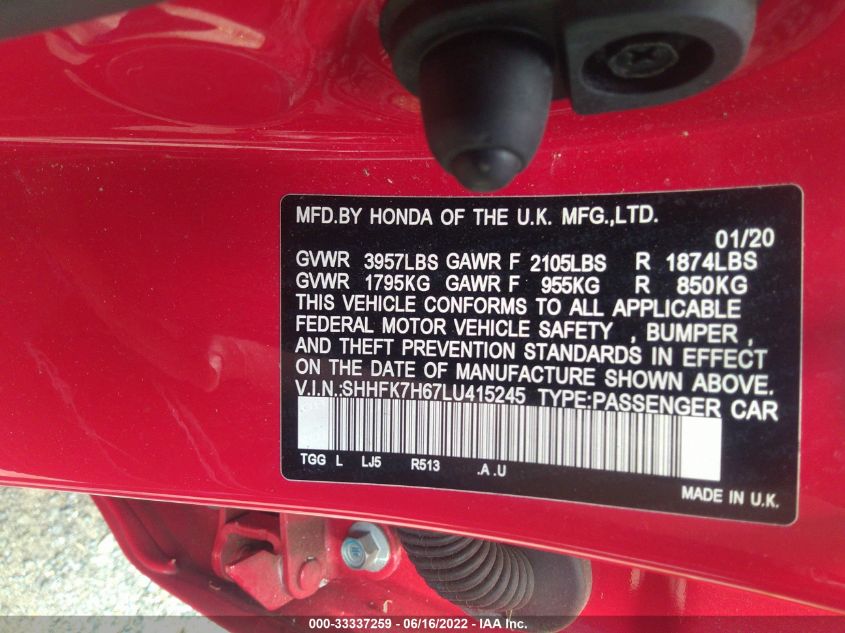 MFD.BY HONDA OF THE U.K. MFG.,LTD.
01/20
GVWR 3957LBS GAWR F 2105LBS R 1874LBS
GVWR 1795KG GAWR F 955KG R 850KG
THIS VEHICLE CONFORMS TO ALL APPLICABLE
FEDERAL MOTOR VEHICLE SAFETY , BUMPER ,
AND THEFT PREVENTION STANDARDS IN EFFECT
ON THE DATE OF MANUFACTURE SHOWN ABOVE.
V.I.N.:SHHFK7H67LU415245 TYPE:PASSENGER CAR
TGG L LJ5 R513 .A .U
MADE IN U.K.
000-33337259 - 06/16/2022 - IAA Inc.